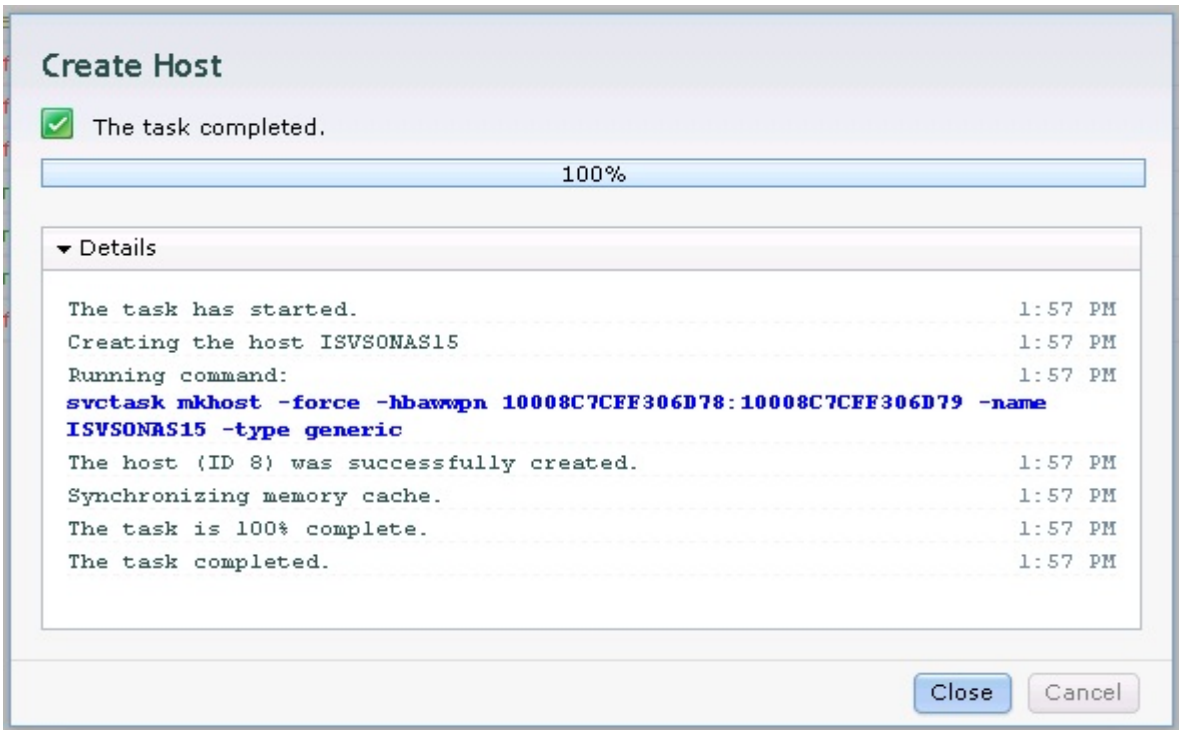 Create Host
The task completed.
100%
Details
The task has started. 1:57 PM
Creating the host ISVSONAS15 1:57 PM
Running command: 1:57 PM
svctask mkhost -force -hbawwpn 10008C7CFF306D78:10008C7CFF306D79 -name
ISVSONAS15 -type generic
The host (ID 8) was successfully created. 1:57 PM
Synchronizing memory cache. 1:57 PM
The task is 100% complete. 1:57 PM
The task completed. 1:57 PM
Close Cancel